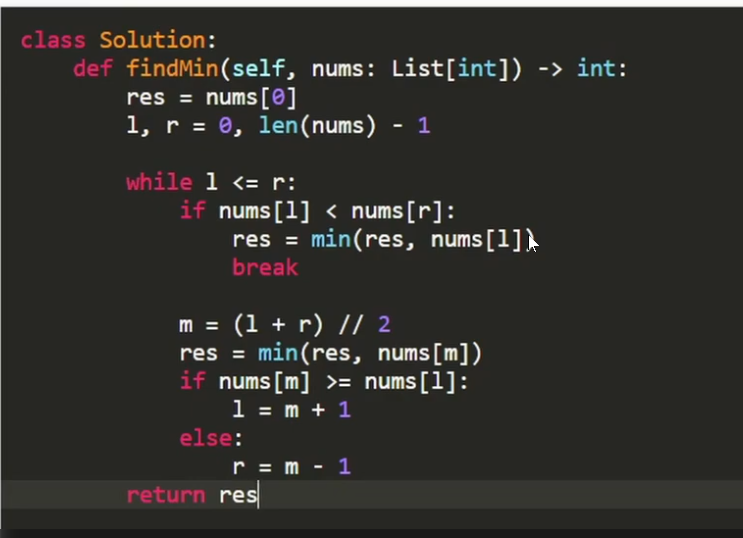 class Solution:
    def findMin(self, nums: List[int]) -> int:
        res = nums[0]
        l, r = 0, len(nums) - 1

        while l <= r:
            if nums[l] < nums[r]:
                res = min(res, nums[l])
                break

            m = (l + r) // 2
            res = min(res, nums[m])
            if nums[m] >= nums[l]:
                l = m + 1
            else:
                r = m - 1
        return res